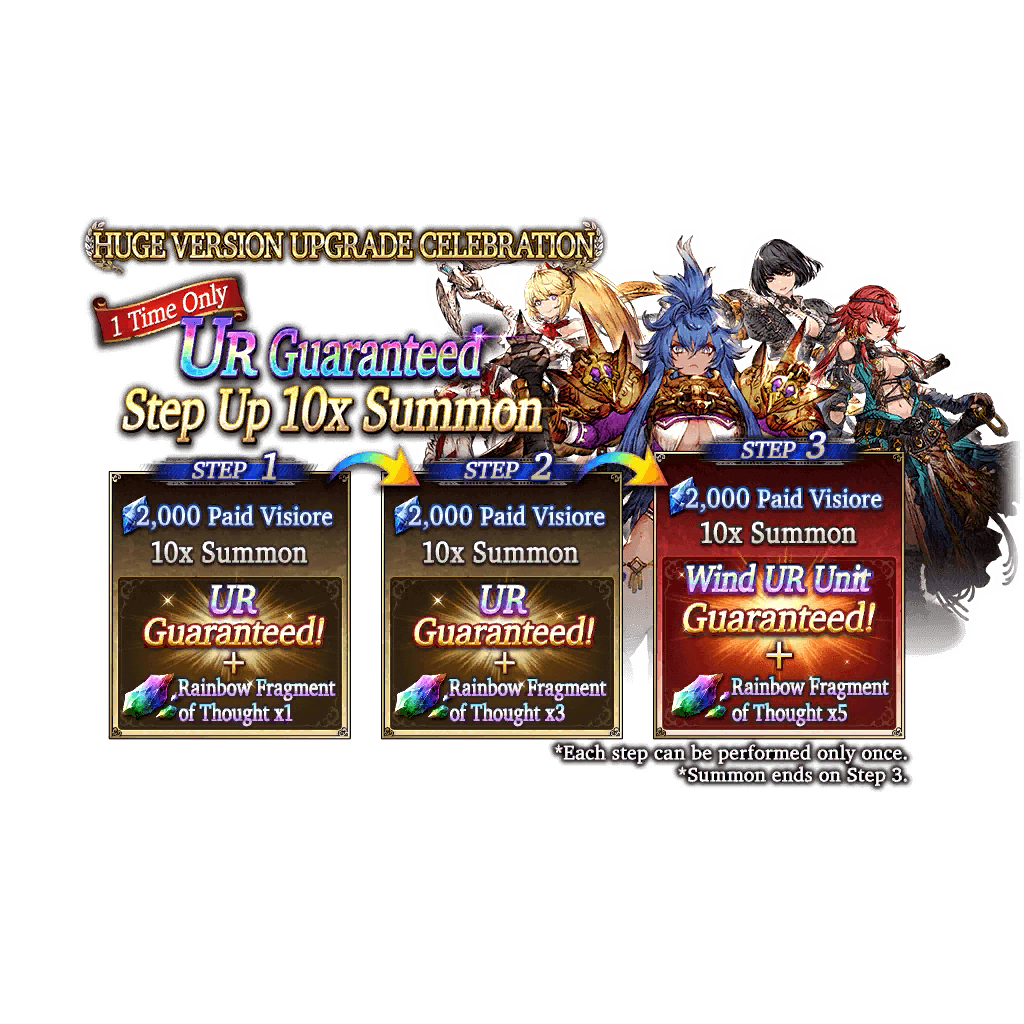 HUGE VERSION UPGRADE CELEBRATION
1 Time Only
UR Guaranteed
Step Up 10x Summon
STEP 1
2,000 Paid Visiore
10x Summon
UR
Guaranteed!
+
Rainbow Fragment
of Thought x1
STEP 2
2,000 Paid Visiore
10x Summon
UR
Guaranteed!
+
Rainbow Fragment
of Thought x3
STEP 3
2,000 Paid Visiore
10x Summon
Wind UR Unit
Guaranteed!
+
Rainbow Fragment
of Thought x5
*Each step can be performed only once.
*Summon ends on Step 3.